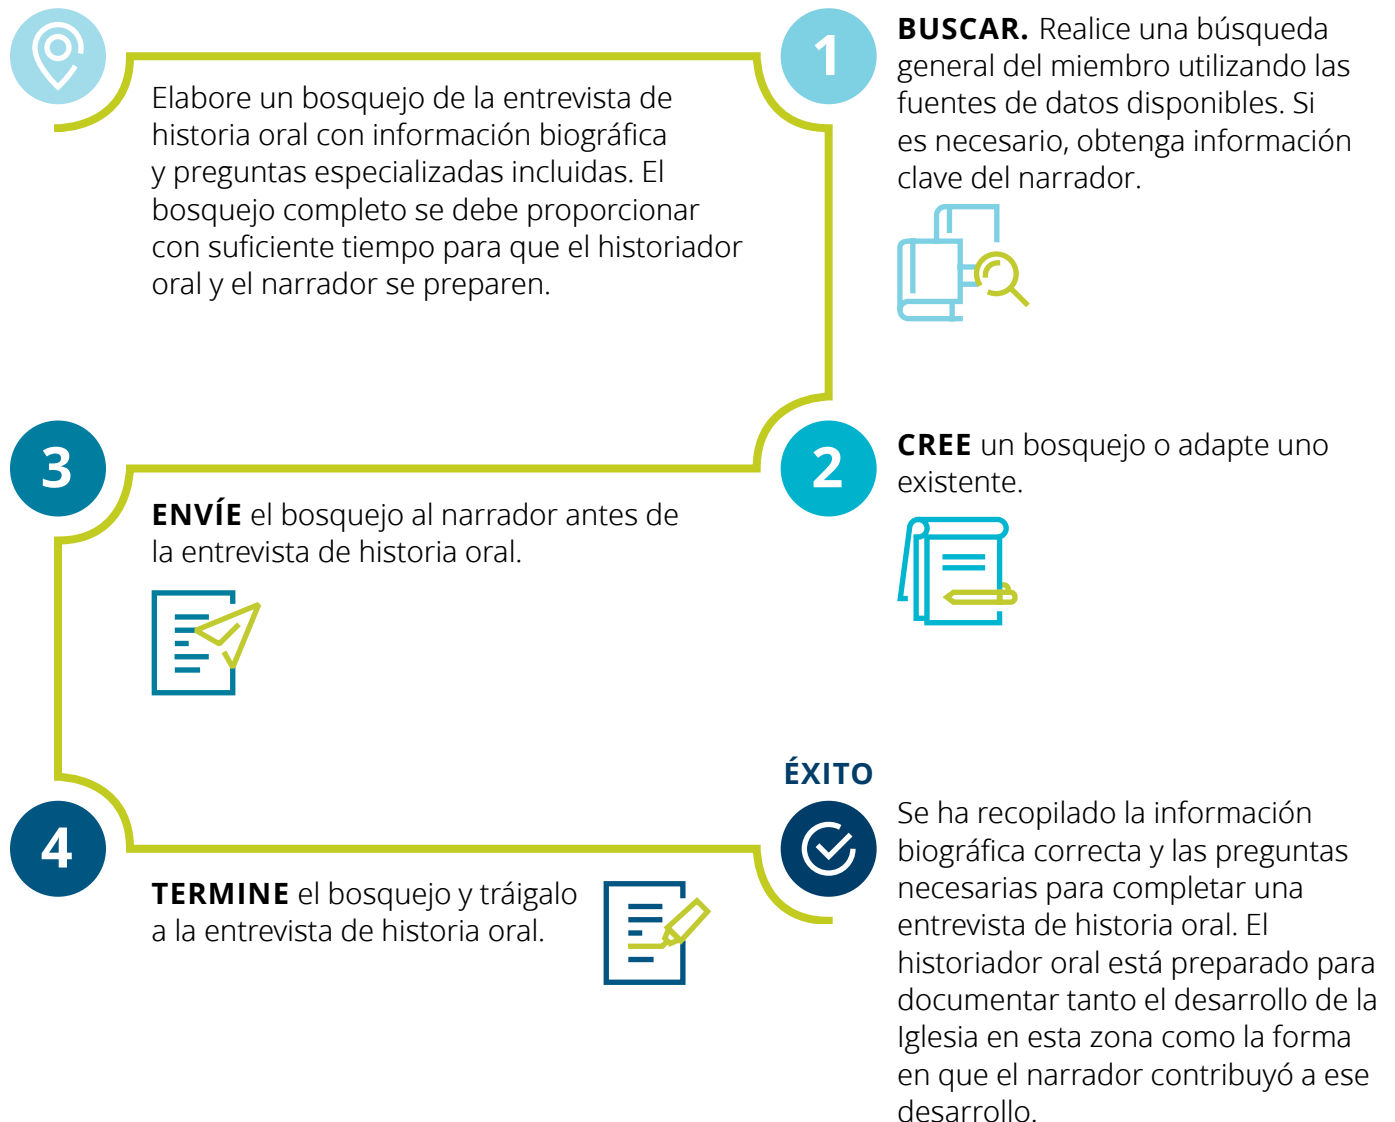 Elabore un bosquejo de la entrevista de
historia oral con información biográfica
y preguntas especializadas incluidas. El
bosquejo completo se debe proporcionar
con suficiente tiempo para que el historiador
oral y el narrador se preparen.
1
BUSCAR. Realice una búsqueda
general del miembro utilizando las
fuentes de datos disponibles. Si
es necesario, obtenga información
clave del narrador.
2
CREE un bosquejo o adapte uno
existente.
3
ENVÍE el bosquejo al narrador antes de
la entrevista de historia oral.
4
TERMINE el bosquejo y tráigalo
a la entrevista de historia oral.
ÉXITO
Se ha recopilado la información
biográfica correcta y las preguntas
necesarias para completar una
entrevista de historia oral. El
historiador oral está preparado para
documentar tanto el desarrollo de la
Iglesia en esta zona como la forma
en que el narrador contribuyó a ese
desarrollo.